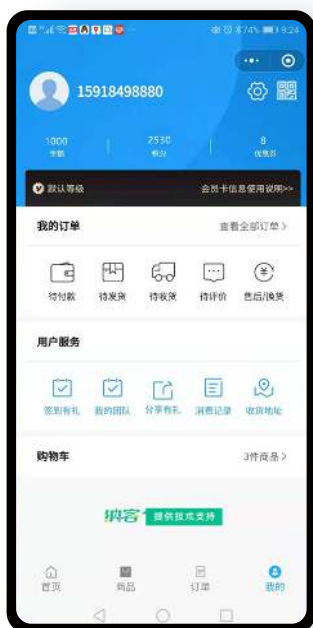 74% 9:24
15918498880
1000 2530 8
余额 积分 优惠券
默认等级 会员卡信息使用说明>>
我的订单 查看全部订单>
待付款 待发货 待收货 待评价 售后/换货
用户服务
签到有礼 我的团队 分享有礼 消费记录 收货地址
购物车 3件商品>
纳客 提供技术支持
首页 商品 订单 我的